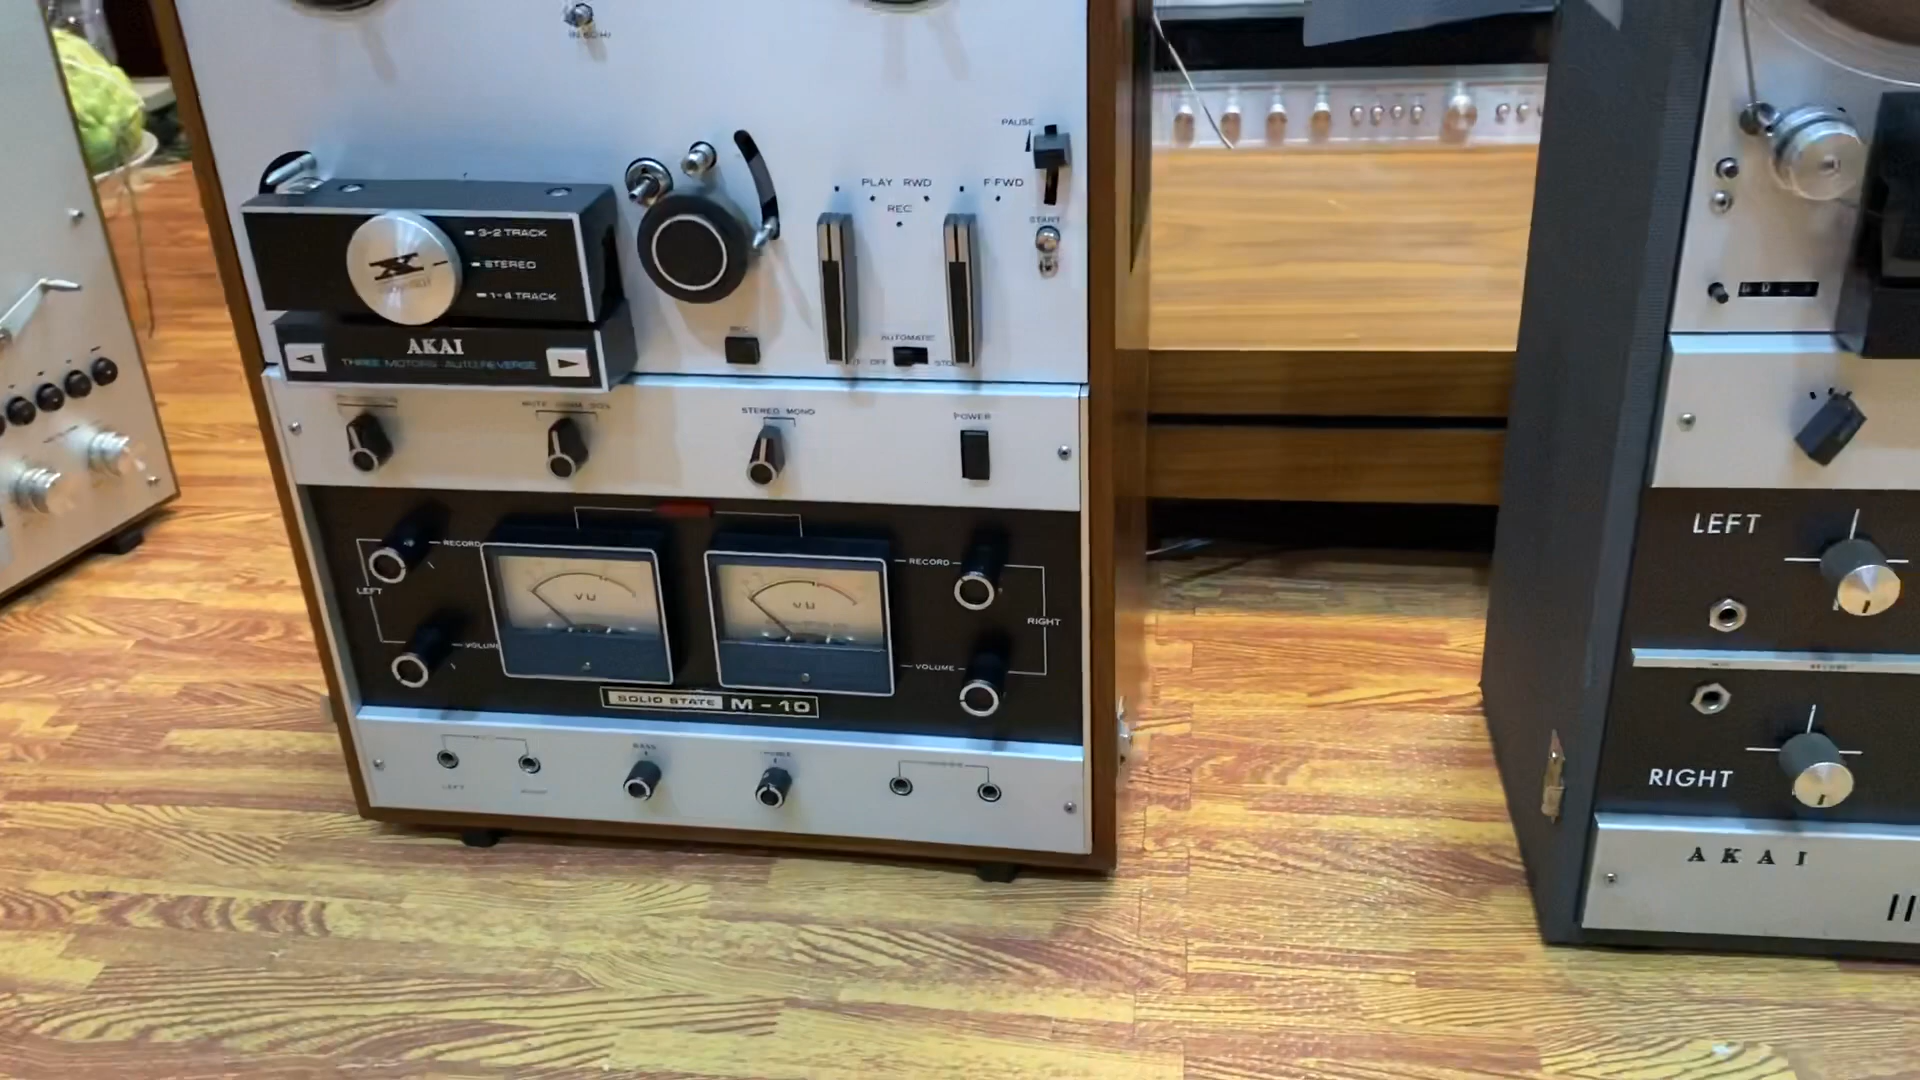 PAUSE
PLAY RWD F FWD
REC
START
3-2 TRACK
STEREO
1-4 TRACK
AKAI
THREE MOTORS AUTO REVERSE
REC
AUTOMATIC
OFF
STEREO MONO
POWER
RECORD
LEFT
VOLUME
VU
VU
RECORD
RIGHT
VOLUME
SOLID STATE M-10
BASS
LEFT
LEFT
RIGHT
AKAI